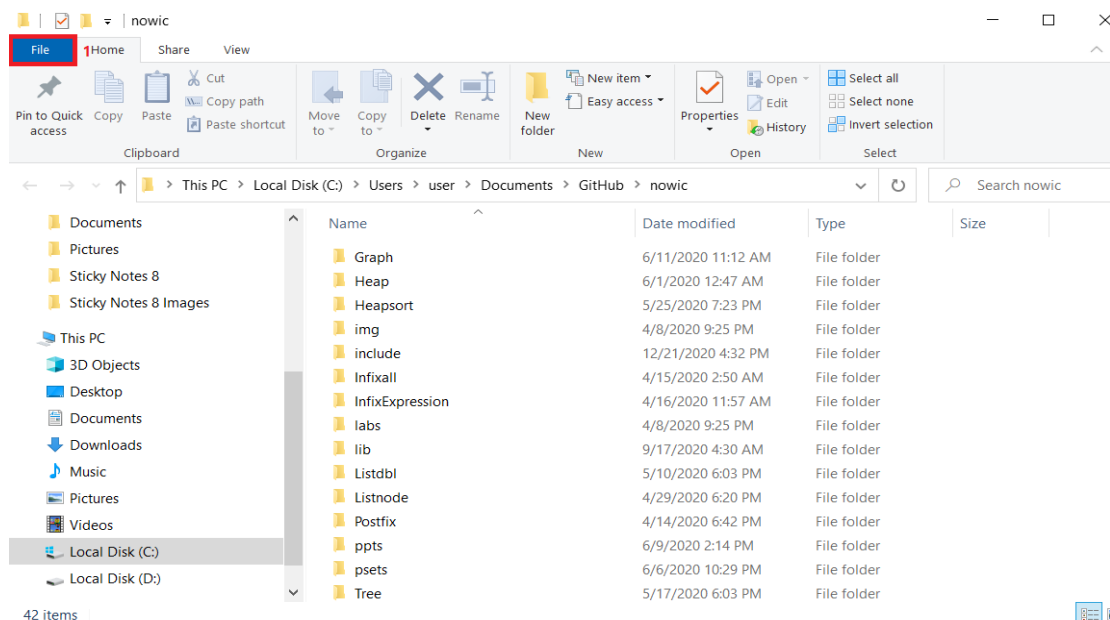 nowic
File 1 Home Share View
Pin to Quick access Copy Paste Cut Copy path Paste shortcut Move to Copy to Delete Rename New folder New item Easy access Properties Open Edit History Select all Select none Invert selection
Clipboard Organize New Open Select
This PC > Local Disk (C:) > Users > user > Documents > GitHub > nowic Search nowic
Documents
Pictures
Sticky Notes 8
Sticky Notes 8 Images
This PC
3D Objects
Desktop
Documents
Downloads
Music
Pictures
Videos
Local Disk (C:)
Local Disk (D:)
Name Date modified Type Size
Graph 6/11/2020 11:12 AM File folder
Heap 6/1/2020 12:47 AM File folder
Heapsort 5/25/2020 7:23 PM File folder
img 4/8/2020 9:25 PM File folder
include 12/21/2020 4:32 PM File folder
Infixall 4/15/2020 2:50 AM File folder
InfixExpression 4/16/2020 11:57 AM File folder
labs 4/8/2020 9:25 PM File folder
lib 9/17/2020 4:30 AM File folder
Listdbl 5/10/2020 6:03 PM File folder
Listnode 4/29/2020 6:20 PM File folder
Postfix 4/14/2020 6:42 PM File folder
ppts 6/9/2020 2:14 PM File folder
psets 6/6/2020 10:29 PM File folder
Tree 5/17/2020 6:03 PM File folder
42 items